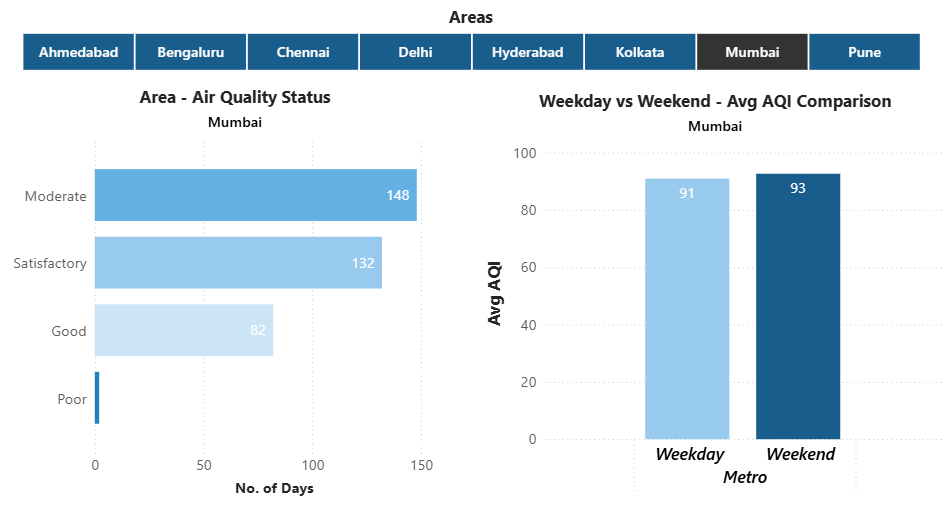 Areas
Ahmedabad Bengaluru Chennai Delhi Hyderabad Kolkata Mumbai Pune
Area - Air Quality Status
Mumbai
Moderate 148
Satisfactory 132
Good 82
Poor
0 50 100 150
No. of Days
Weekday vs Weekend - Avg AQI Comparison
Mumbai
100
80
60
40
20
0
Avg AQI
91 93
Weekday Weekend
Metro